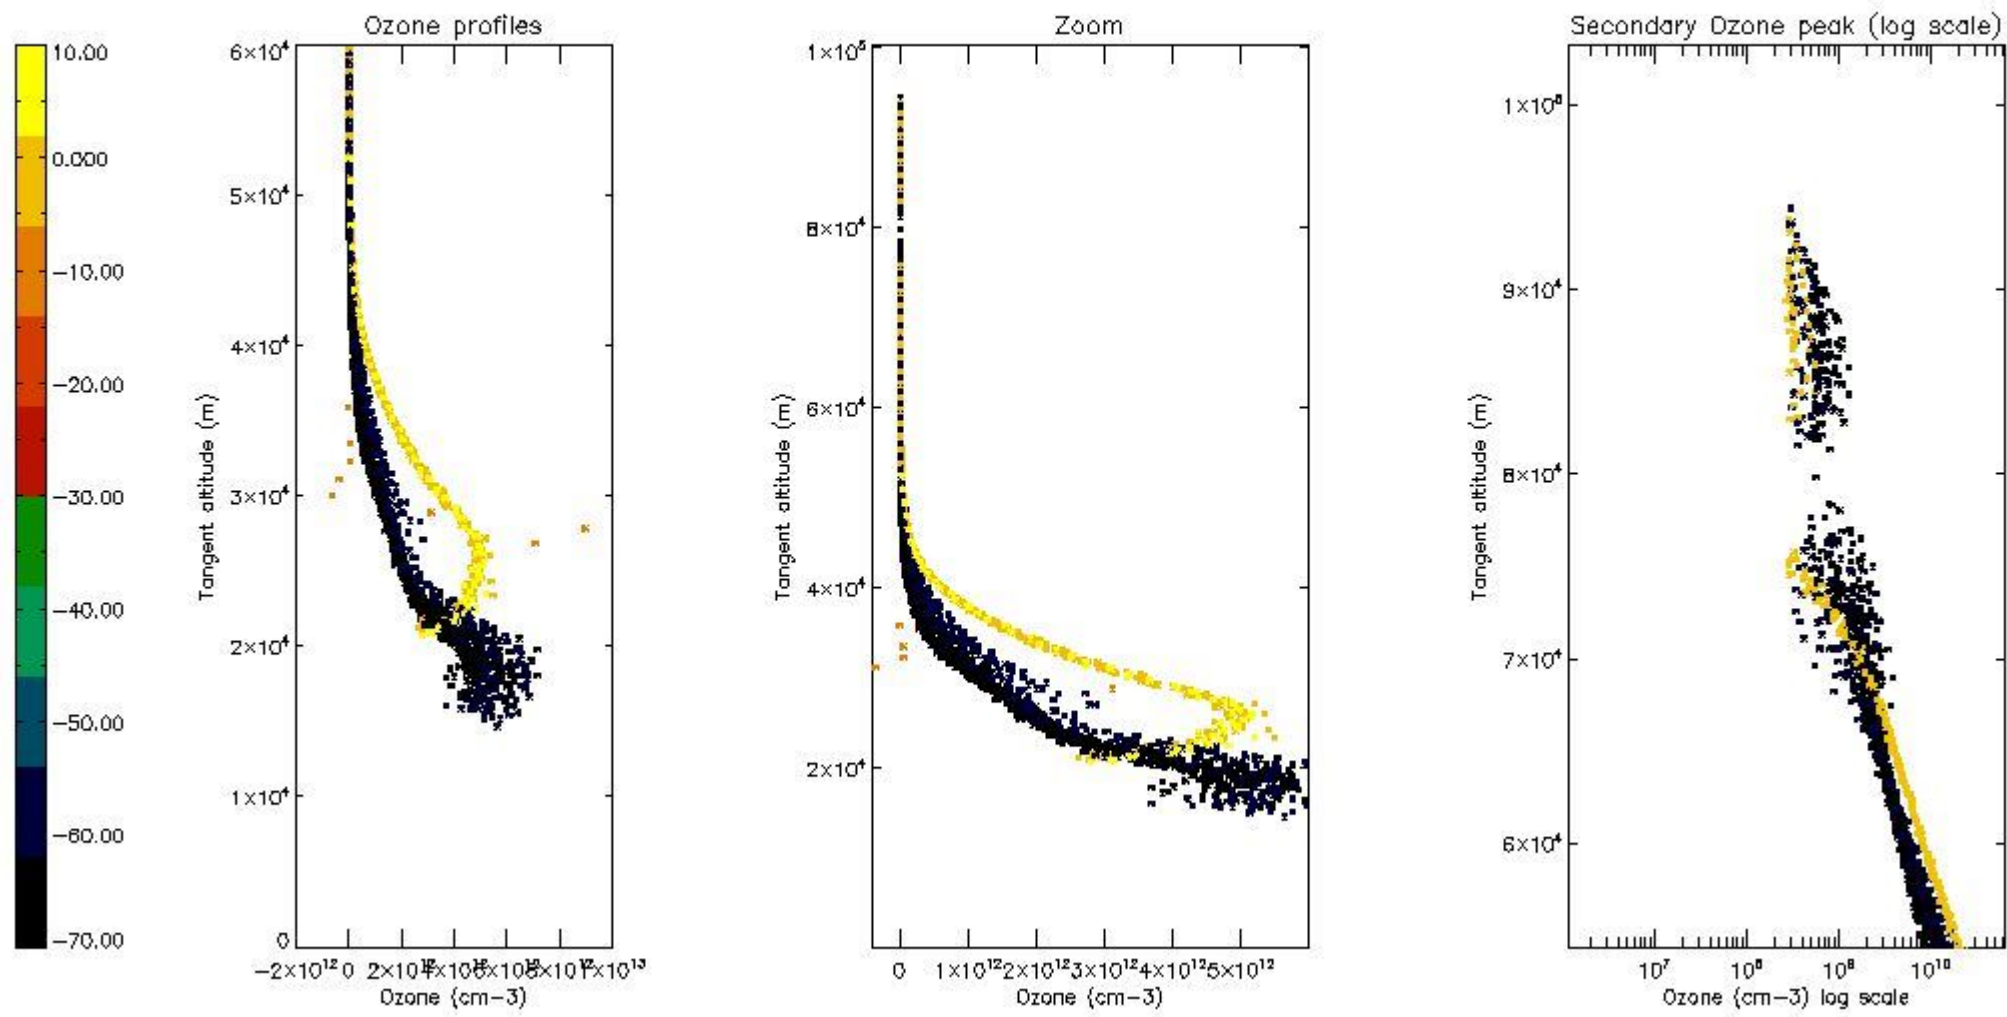 Ozone profiles
Zoom
Secondary Ozone peak (log scale)
10.00
0.000
−10.00
−20.00
−30.00
−40.00
−50.00
−60.00
−70.00
6×10⁴
5×10⁴
4×10⁴
3×10⁴
2×10⁴
1×10⁴
0
Tangent altitude (m)
−2×10¹² 0
Ozone (cm−3)
1×10⁵
8×10⁴
6×10⁴
4×10⁴
2×10⁴
Tangent altitude (m)
0 1×10¹² 2×10¹² 3×10¹² 4×10¹² 5×10¹²
Ozone (cm−3)
9×10⁴
8×10⁴
7×10⁴
6×10⁴
Tangent altitude (m)
10⁷ 10⁸ 10⁹ 10¹⁰
Ozone (cm−3) log scale